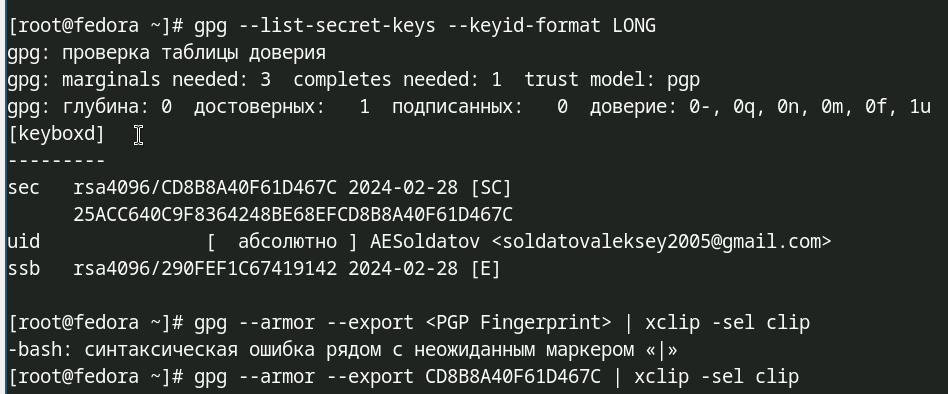 [root@fedora ~]# gpg --list-secret-keys --keyid-format LONG
gpg: проверка таблицы доверия
gpg: marginals needed: 3  completes needed: 1  trust model: pgp
gpg: глубина: 0  достоверных:   1  подписанных:   0  доверие: 0-, 0q, 0n, 0m, 0f, 1u
[keyboxd]
---------
sec   rsa4096/CD8B8A40F61D467C 2024-02-28 [SC]
      25ACC640C9F8364248BE68EFCD8B8A40F61D467C
uid               [  абсолютно ] AESoldatov <soldatovaleksey2005@gmail.com>
ssb   rsa4096/290FEF1C67419142 2024-02-28 [E]
[root@fedora ~]# gpg --armor --export <PGP Fingerprint> | xclip -sel clip
-bash: синтаксическая ошибка рядом с неожиданным маркером «|»
[root@fedora ~]# gpg --armor --export CD8B8A40F61D467C | xclip -sel clip